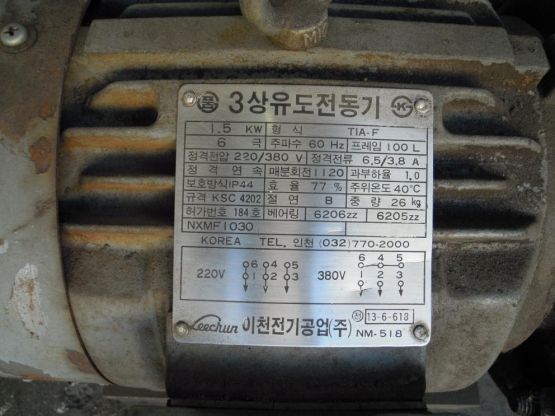 품 3상유도전동기
1.5 KW 형 식 TIA-F
6 극 주파수 60 Hz 프레임 100 L
정격전압 220/380 V 정격전류 6.5/3.8 A
정 격 연 속 매분회전 1120 과부하율 1.0
보호방식 IP44 효 율 77 % 주위온도 40℃
규격 KSC 4202 절 연 B 중 량 26 kg
허가번호 184 호 베어링 6206zz 6205zz
NXMF1030
KOREA TEL. 인천 (032)770-2000
6 4 5 6 4 5
220V 1 2 3 380V 1 2 3
Leechun 이천전기공업(주) 13-6-618
NM-518